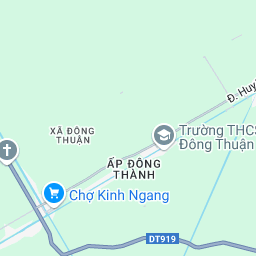 Đ. Huy
Trường THCS
Đông Thuận
XÃ ĐÔNG
THUẬN
ẤP ĐÔNG
THÀNH
Chợ Kinh Ngang
DT919